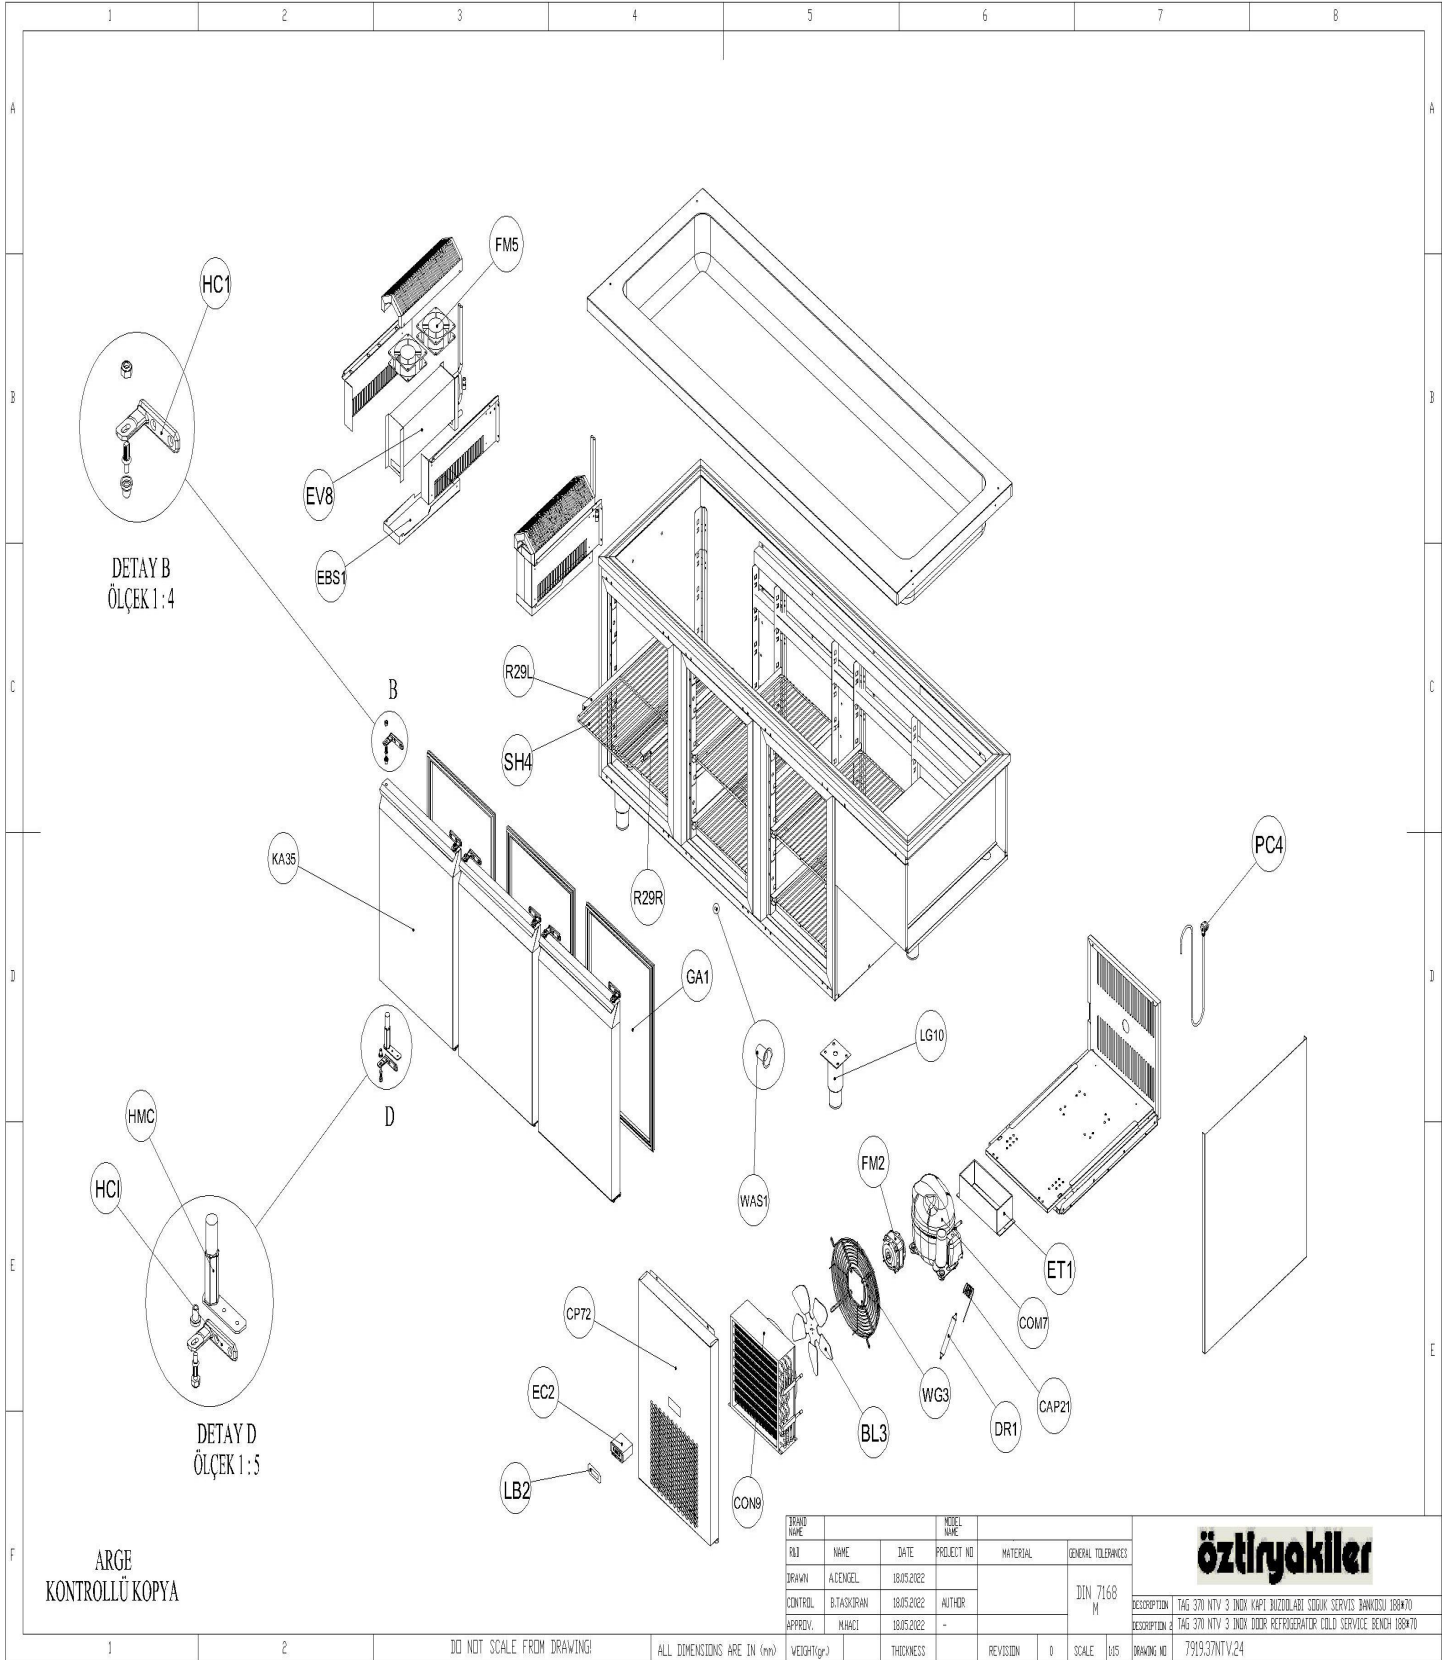 1 2 3 4 5 6 7 8
A A
B B
C C
D D
E E
F
FM5
HC1
EV8
EBS1
DETAY B
ÖLÇEK 1 : 4
B
R29L
SH4
KA35
R29R
PC4
GA1
LG10
D
HMC
HCI
WAS1
FM2
ET1
COM7
CP72
EC2
WG3
CAP21
DR1
BL3
LB2
CON9
DETAY D
ÖLÇEK 1 : 5
ARGE
KONTROLLÜ KOPYA
BRAND NAME MODEL NAME
R&D NAME DATE PROJECT NO MATERIAL GENERAL TOLERANCES
DRAWN A.CENGEL 18.05.2022
CONTROL B.TASKIRAN 18.05.2022 AUTHOR
APPROV. M.HACI 18.05.2022 -
DIN 7168
M
öztiryakiler
DESCRIPTION TAG 370 NTV 3 INOX KAPI BUZDOLABI SOGUK SERVIS BANKOSU 188*70
DESCRIPTION 2 TAG 370 NTV 3 INOX DOOR REFRIGERATOR COLD SERVICE BENCH 188*70
WEIGHT(gr.) THICKNESS REVISION 0 SCALE 1:15 DRAWING NO 7919.37NTV.24
1 2 DO NOT SCALE FROM DRAWING! ALL DIMENSIONS ARE IN (mm)